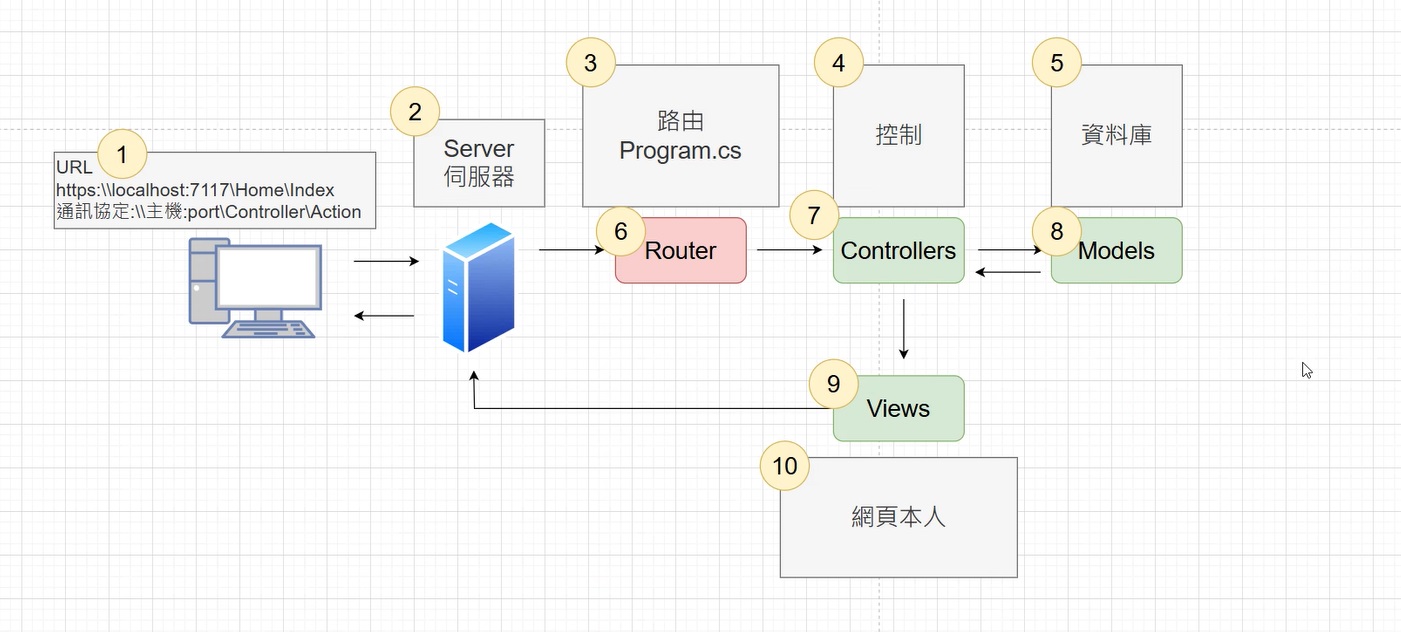 1
URL
https:\\localhost:7117\Home\Index
通訊協定:\\主機:port\Controller\Action
2
Server
伺服器
3
路由
Program.cs
4
控制
5
資料庫
6
Router
7
Controllers
8
Models
9
Views
10
網頁本人